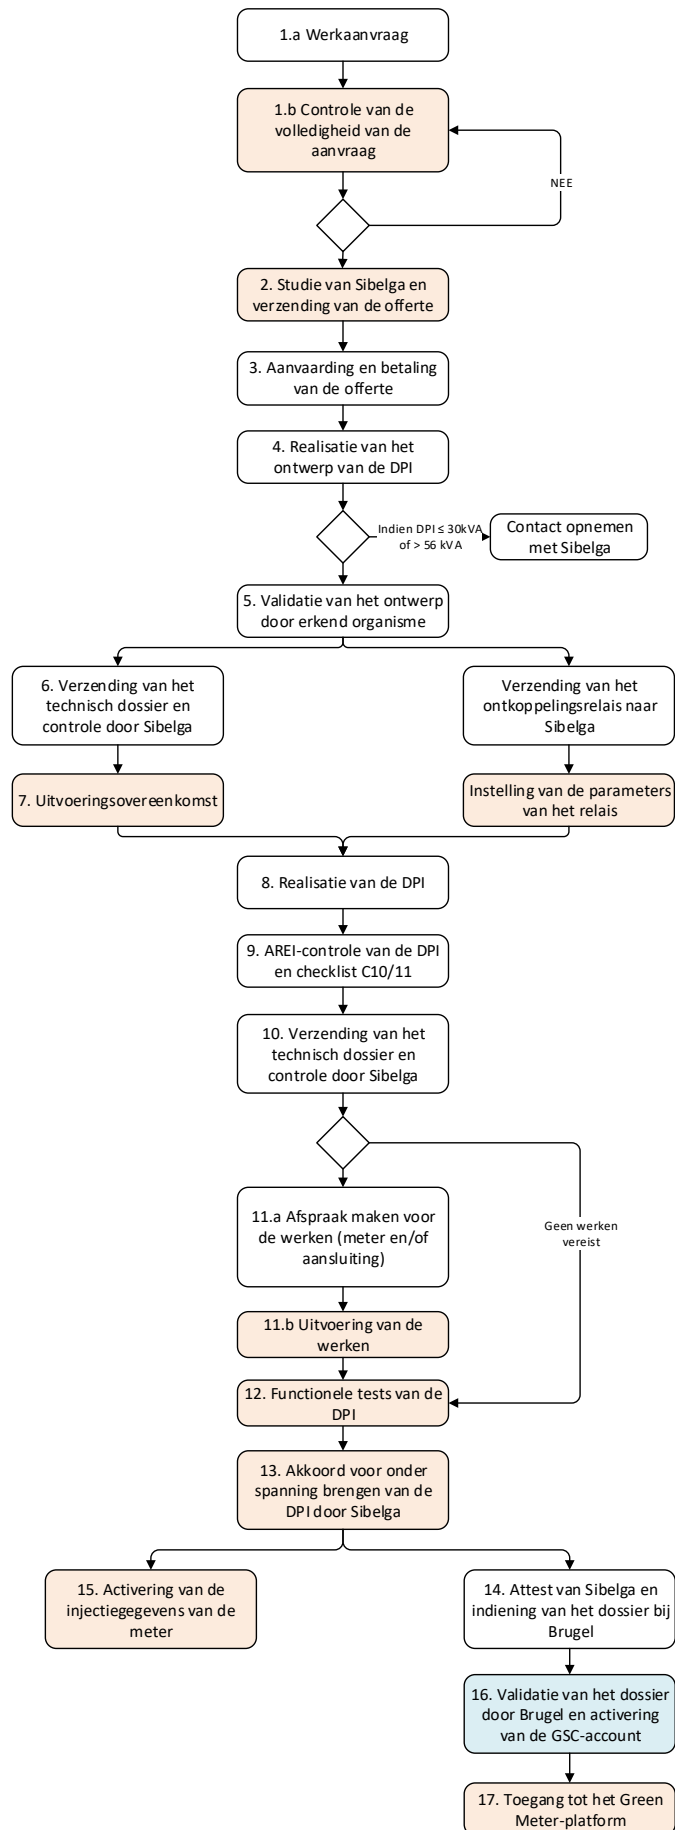 1.a Werkaanvraag
1.b Controle van de
volledigheid van de
aanvraag
NEE
2. Studie van Sibelga en
verzending van de offerte
3. Aanvaarding en betaling
van de offerte
4. Realisatie van het
ontwerp van de DPI
Indien DPI ≤ 30kVA
of > 56 kVA
Contact opnemen
met Sibelga
5. Validatie van het ontwerp
door erkend organisme
6. Verzending van het
technisch dossier en
controle door Sibelga
Verzending van het
ontkoppelingsrelais naar
Sibelga
7. Uitvoeringsovereenkomst
Instelling van de parameters
van het relais
8. Realisatie van de DPI
9. AREI-controle van de DPI
en checklist C10/11
10. Verzending van het
technisch dossier en
controle door Sibelga
11.a Afspraak maken voor
de werken (meter en/of
aansluiting)
Geen werken
vereist
11.b Uitvoering van de
werken
12. Functionele tests van de
DPI
13. Akkoord voor onder
spanning brengen van de
DPI door Sibelga
15. Activering van de
injectiegegevens van de
meter
14. Attest van Sibelga en
indiening van het dossier bij
Brugel
16. Validatie van het dossier
door Brugel en activering
van de GSC-account
17. Toegang tot het Green
Meter-platform